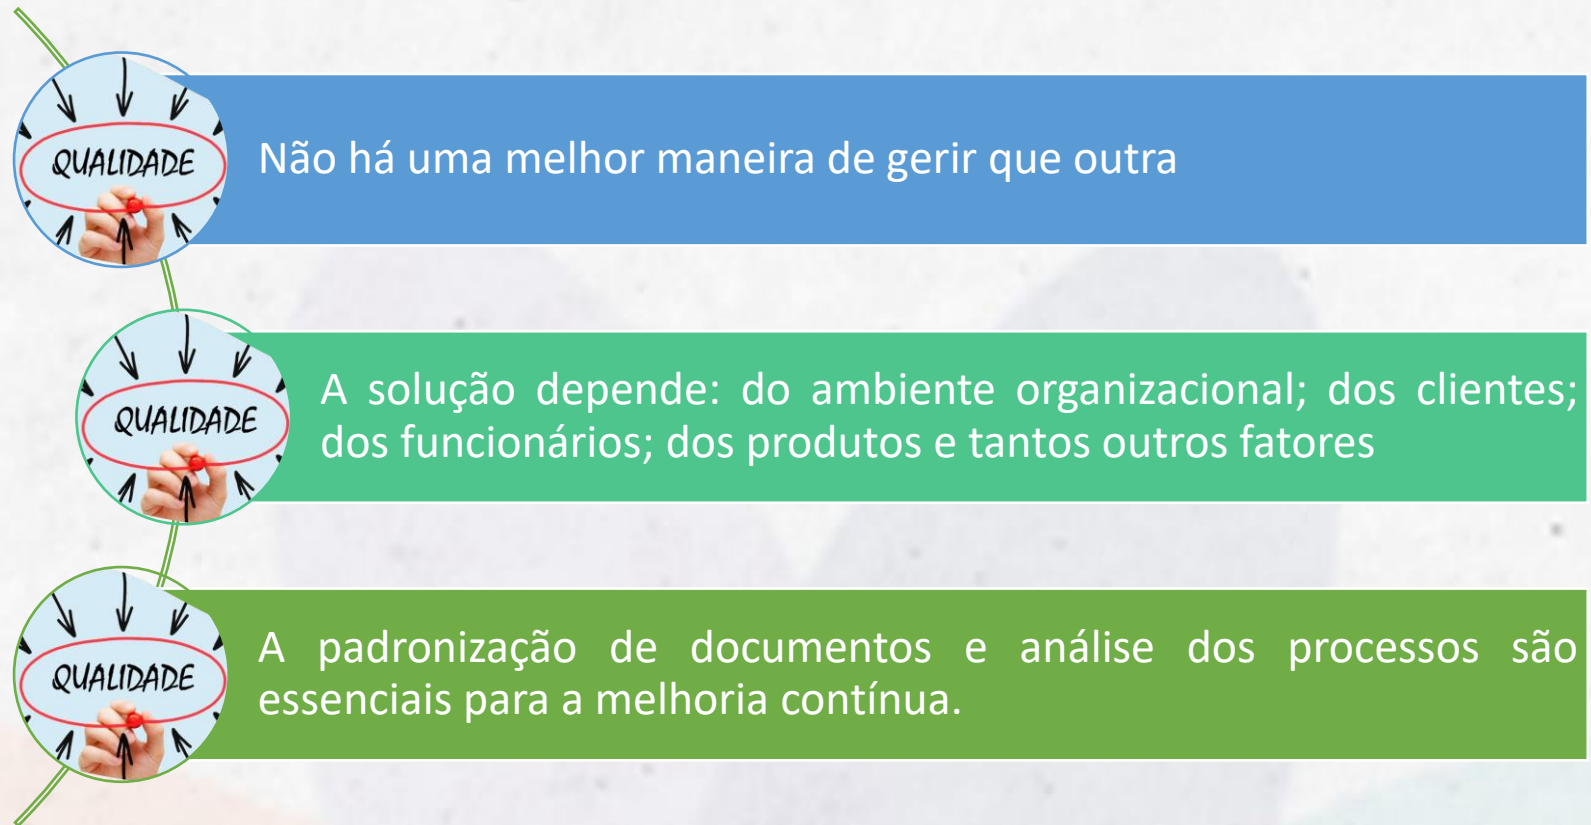 QUALIDADE
Não há uma melhor maneira de gerir que outra
QUALIDADE
A solução depende: do ambiente organizacional; dos clientes;
dos funcionários; dos produtos e tantos outros fatores
QUALIDADE
A padronização de documentos e análise dos processos são
essenciais para a melhoria contínua.